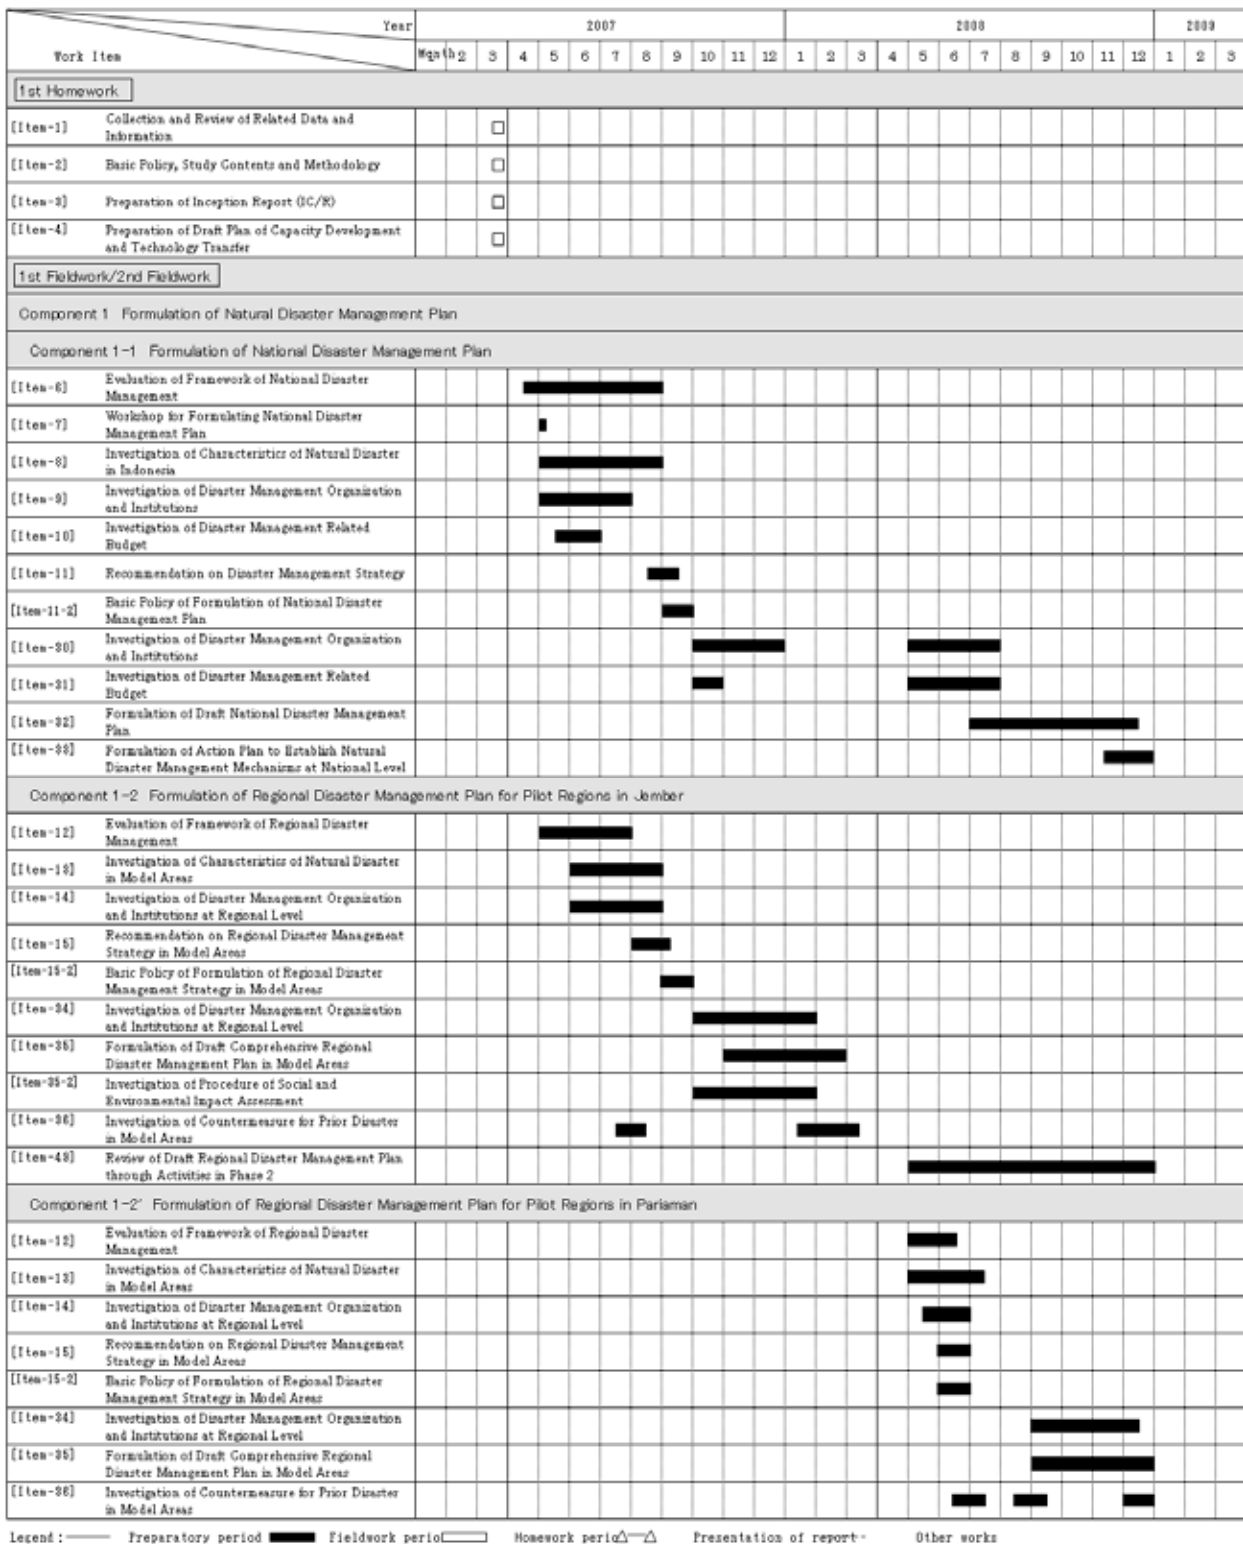 Year 2007 2008 2009
Work Item Month 2 3 4 5 6 7 8 9 10 11 12 1 2 3 4 5 6 7 8 9 10 11 12 1 2 3
1st Homework
[Item-1] Collection and Review of Related Data and
Information
[Item-2] Basic Policy, Study Contents and Methodology
[Item-3] Preparation of Inception Report (IC/R)
[Item-4] Preparation of Draft Plan of Capacity Development
and Technology Transfer
1st Fieldwork/2nd Fieldwork
Component 1 Formulation of Natural Disaster Management Plan
Component 1-1 Formulation of National Disaster Management Plan
[Item-6] Evaluation of Framework of National Disaster
Management
[Item-7] Workshop for Formulating National Disaster
Management Plan
[Item-8] Investigation of Characteristics of Natural Disaster
in Indonesia
[Item-9] Investigation of Disaster Management Organization
and Institutions
[Item-10] Investigation of Disaster Management Related
Budget
[Item-11] Recommendation on Disaster Management Strategy
[Item-11-2] Basic Policy of Formulation of National Disaster
Management Plan
[Item-30] Investigation of Disaster Management Organization
and Institutions
[Item-31] Investigation of Disaster Management Related
Budget
[Item-32] Formulation of Draft National Disaster Management
Plan
[Item-33] Formulation of Action Plan to Establish Natural
Disaster Management Mechanisms at National Level
Component 1-2 Formulation of Regional Disaster Management Plan for Pilot Regions in Jember
[Item-12] Evaluation of Framework of Regional Disaster
Management
[Item-13] Investigation of Characteristics of Natural Disaster
in Model Areas
[Item-14] Investigation of Disaster Management Organization
and Institutions at Regional Level
[Item-15] Recommendation on Regional Disaster Management
Strategy in Model Areas
[Item-15-2] Basic Policy of Formulation of Regional Disaster
Management Strategy in Model Areas
[Item-34] Investigation of Disaster Management Organization
and Institutions at Regional Level
[Item-35] Formulation of Draft Comprehensive Regional
Disaster Management Plan in Model Areas
[Item-35-2] Investigation of Procedure of Social and
Environmental Impact Assessment
[Item-36] Investigation of Countermeasure for Prior Disaster
in Model Areas
[Item-43] Review of Draft Regional Disaster Management Plan
through Activities in Phase 2
Component 1-2' Formulation of Regional Disaster Management Plan for Pilot Regions in Pariaman
[Item-12] Evaluation of Framework of Regional Disaster
Management
[Item-13] Investigation of Characteristics of Natural Disaster
in Model Areas
[Item-14] Investigation of Disaster Management Organization
and Institutions at Regional Level
[Item-15] Recommendation on Regional Disaster Management
Strategy in Model Areas
[Item-15-2] Basic Policy of Formulation of Regional Disaster
Management Strategy in Model Areas
[Item-34] Investigation of Disaster Management Organization
and Institutions at Regional Level
[Item-35] Formulation of Draft Comprehensive Regional
Disaster Management Plan in Model Areas
[Item-36] Investigation of Countermeasure for Prior Disaster
in Model Areas
Legend : Preparatory period Fieldwork perio Homework perio Presentation of report Other works